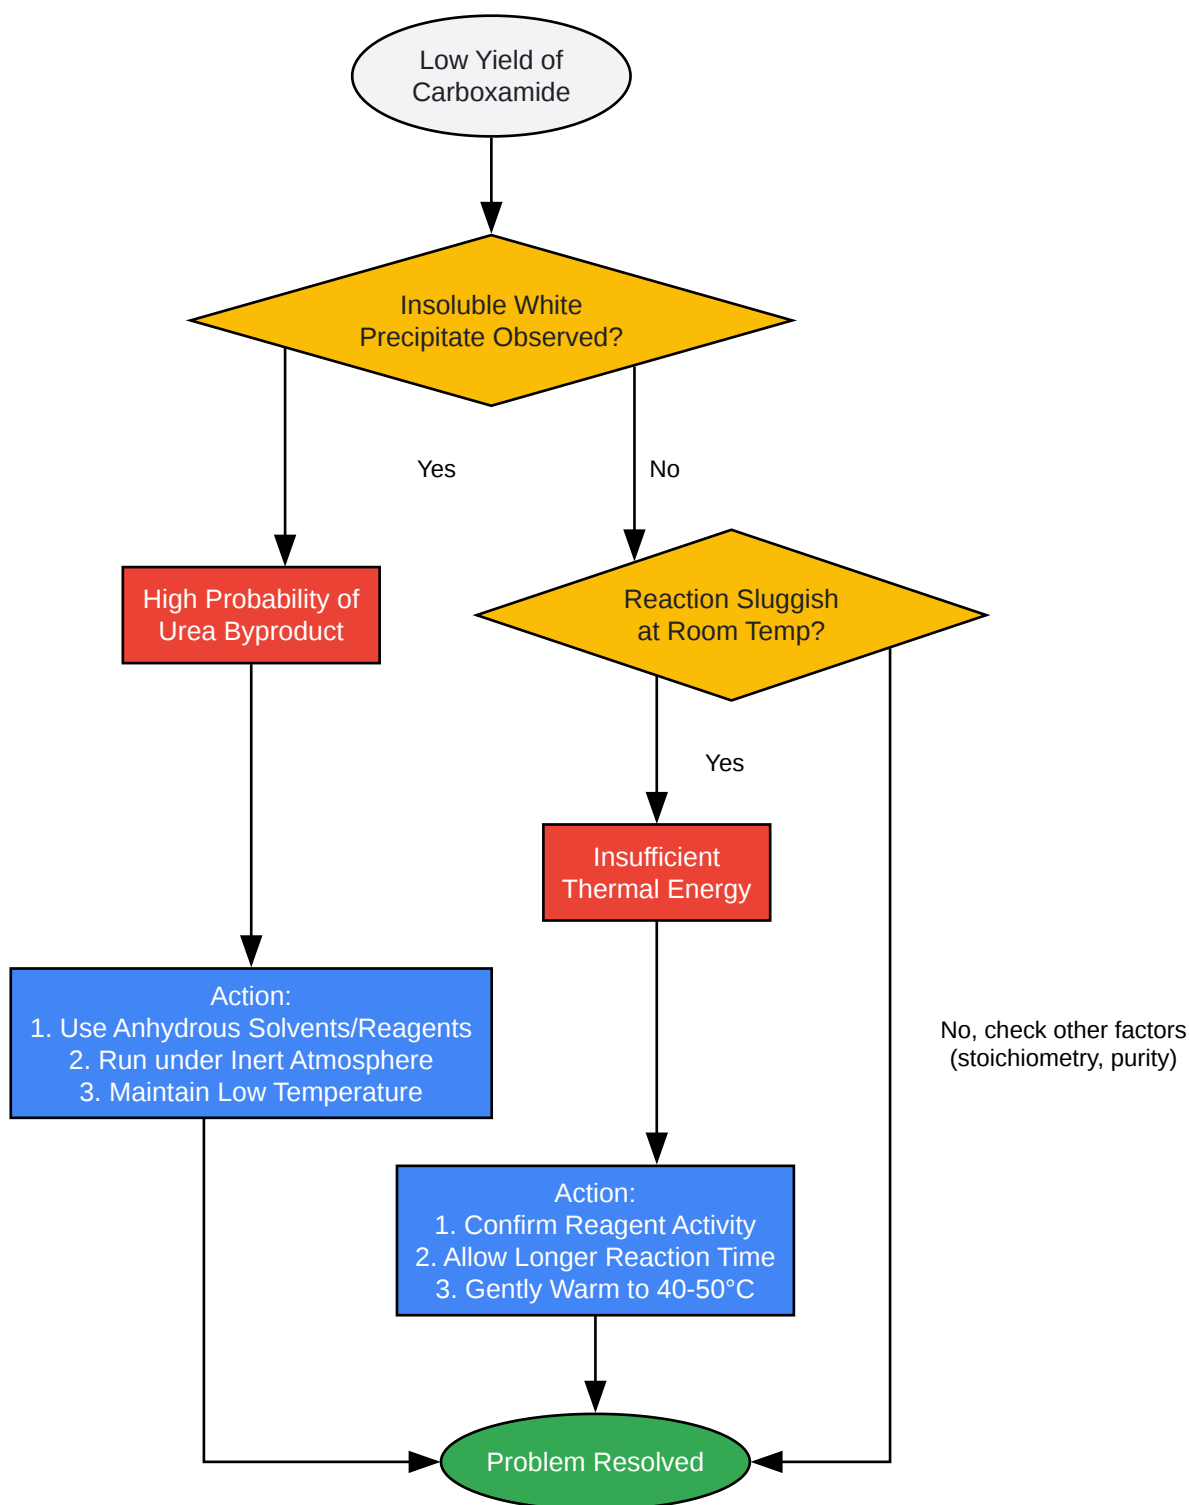 Low Yield of
Carboxamide
Insoluble White
Precipitate Observed?
Yes
No
High Probability of
Urea Byproduct
Reaction Sluggish
at Room Temp?
Yes
Insufficient
Thermal Energy
Action:
1. Use Anhydrous Solvents/Reagents
2. Run under Inert Atmosphere
3. Maintain Low Temperature
No, check other factors
(stoichiometry, purity)
Action:
1. Confirm Reagent Activity
2. Allow Longer Reaction Time
3. Gently Warm to 40-50°C
Problem Resolved